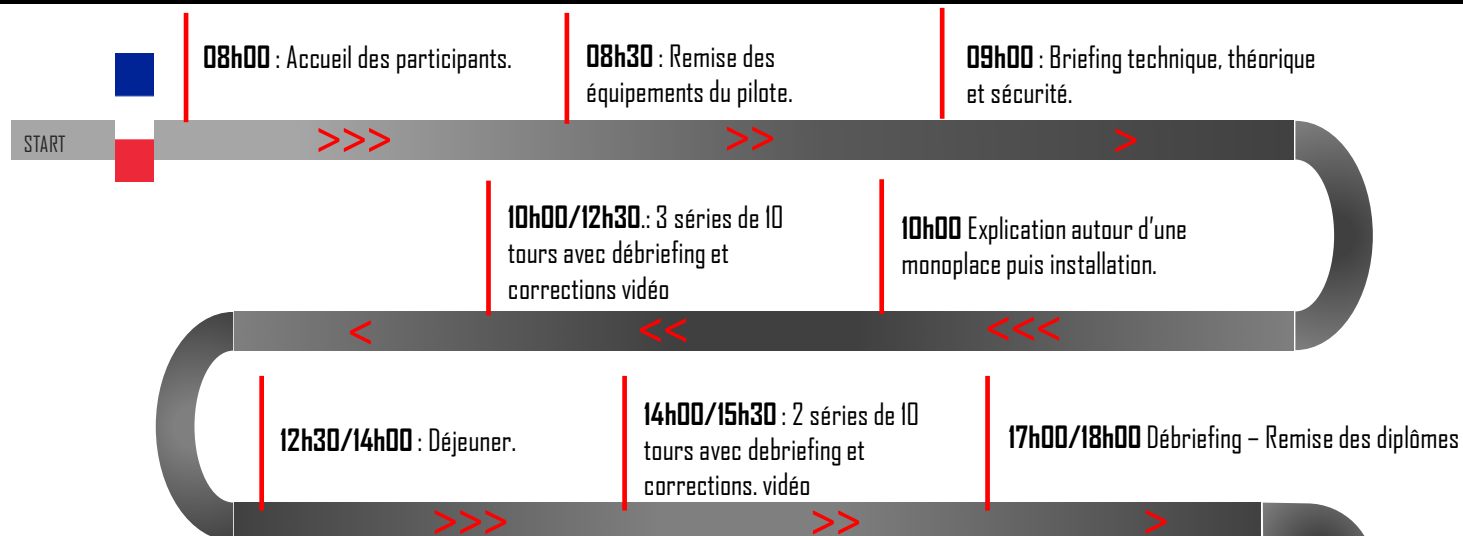 08h00 : Accueil des participants.
08h30 : Remise des
équipements du pilote.
09h00 : Briefing technique, théorique
et sécurité.
START
>>>
>>
>
10h00 Explication autour d'une
monoplace puis installation.
10h00/12h30.: 3 séries de 10
tours avec débriefing et
corrections vidéo
<<<
<<
<
12h30/14h00 : Déjeuner.
14h00/15h30 : 2 séries de 10
tours avec debriefing et
corrections. vidéo
17h00/18h00 Débriefing – Remise des diplômes
>>>
>>
>